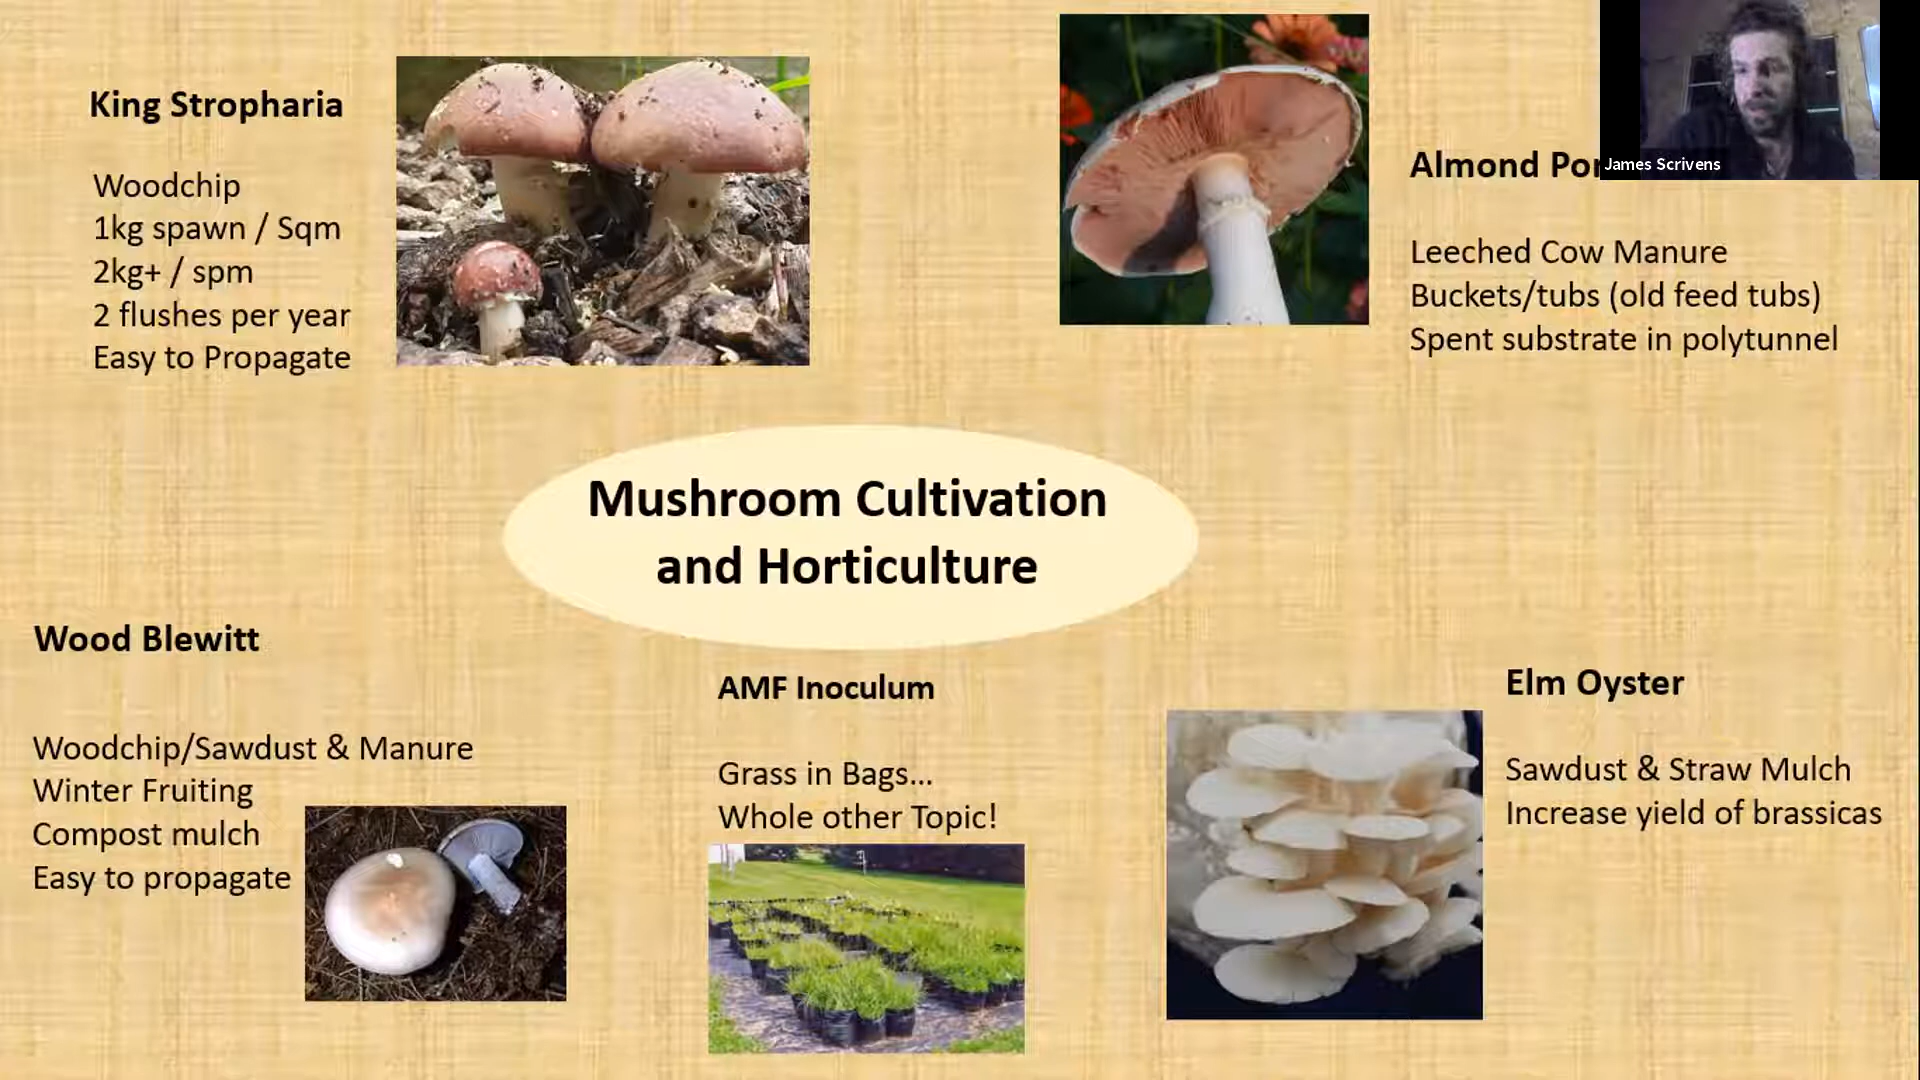 King Stropharia
Woodchip
1kg spawn / Sqm
2kg+ / spm
2 flushes per year
Easy to Propagate
Almond
James Scrivens
Leeched Cow Manure
Buckets/tubs (old feed tubs)
Spent substrate in polytunnel
Mushroom Cultivation
and Horticulture
Wood Blewitt
Woodchip/Sawdust & Manure
Winter Fruiting
Compost mulch
Easy to propagate
AMF Inoculum
Grass in Bags...
Whole other Topic!
Elm Oyster
Sawdust & Straw Mulch
Increase yield of brassicas